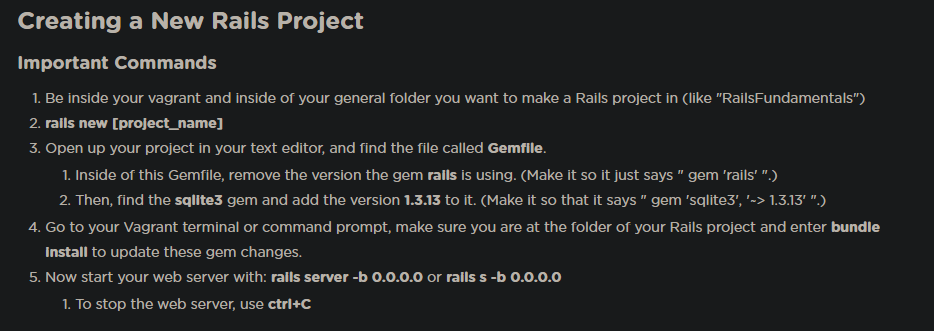 Creating a New Rails Project
Important Commands
1. Be inside your vagrant and inside of your general folder you want to make a Rails project in (like "RailsFundamentals")
2. rails new [project_name]
3. Open up your project in your text editor, and find the file called Gemfile.
1. Inside of this Gemfile, remove the version the gem rails is using. (Make it so it just says " gem 'rails' ".)
2. Then, find the sqlite3 gem and add the version 1.3.13 to it. (Make it so that it says " gem 'sqlite3', '~> 1.3.13' ".)
4. Go to your Vagrant terminal or command prompt, make sure you are at the folder of your Rails project and enter bundle
install to update these gem changes.
5. Now start your web server with: rails server -b 0.0.0.0 or rails s -b 0.0.0.0
1. To stop the web server, use ctrl+C